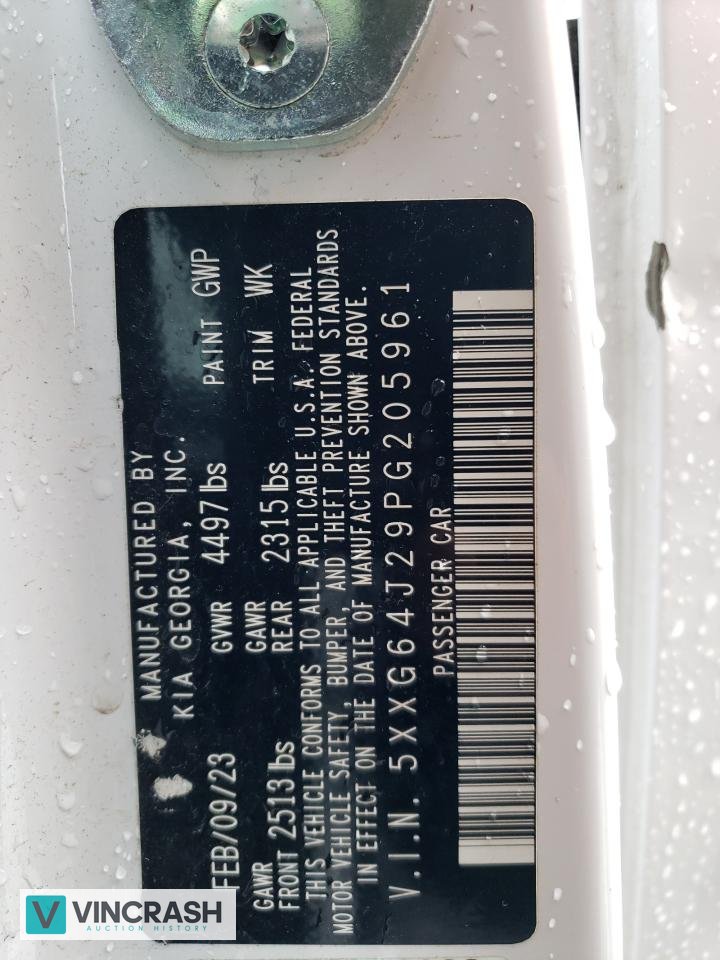 MANUFACTURED BY
KIA GEORGIA, INC.
FEB/09/23 GVWR 4497 lbs PAINT GWP
GAWR GAWR
FRONT 2513 lbs REAR 2315 lbs TRIM WK
THIS VEHICLE CONFORMS TO ALL APPLICABLE U.S.A. FEDERAL
MOTOR VEHICLE SAFETY, BUMPER, AND THEFT PREVENTION STANDARDS
IN EFFECT ON THE DATE OF MANUFACTURE SHOWN ABOVE.
V.I.N. 5XXG64J29PG205961
PASSENGER CAR
V VINCRASH
AUCTION HISTORY